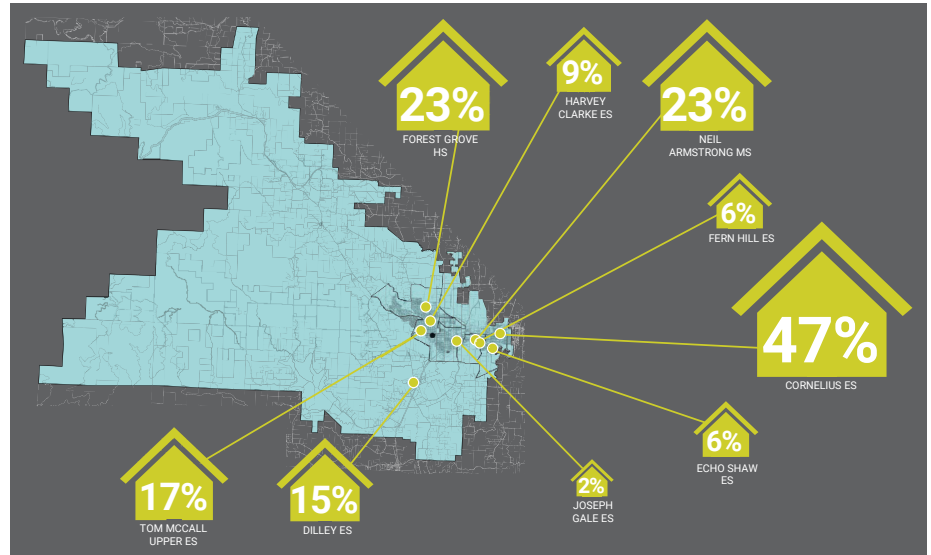 23%
FOREST GROVE
HS
9%
HARVEY
CLARKE ES
23%
NEIL
ARMSTRONG MS
6%
FERN HILL ES
47%
CORNELIUS ES
6%
ECHO SHAW
ES
2%
JOSEPH
GALE ES
15%
DILLEY ES
17%
TOM MCCALL
UPPER ES